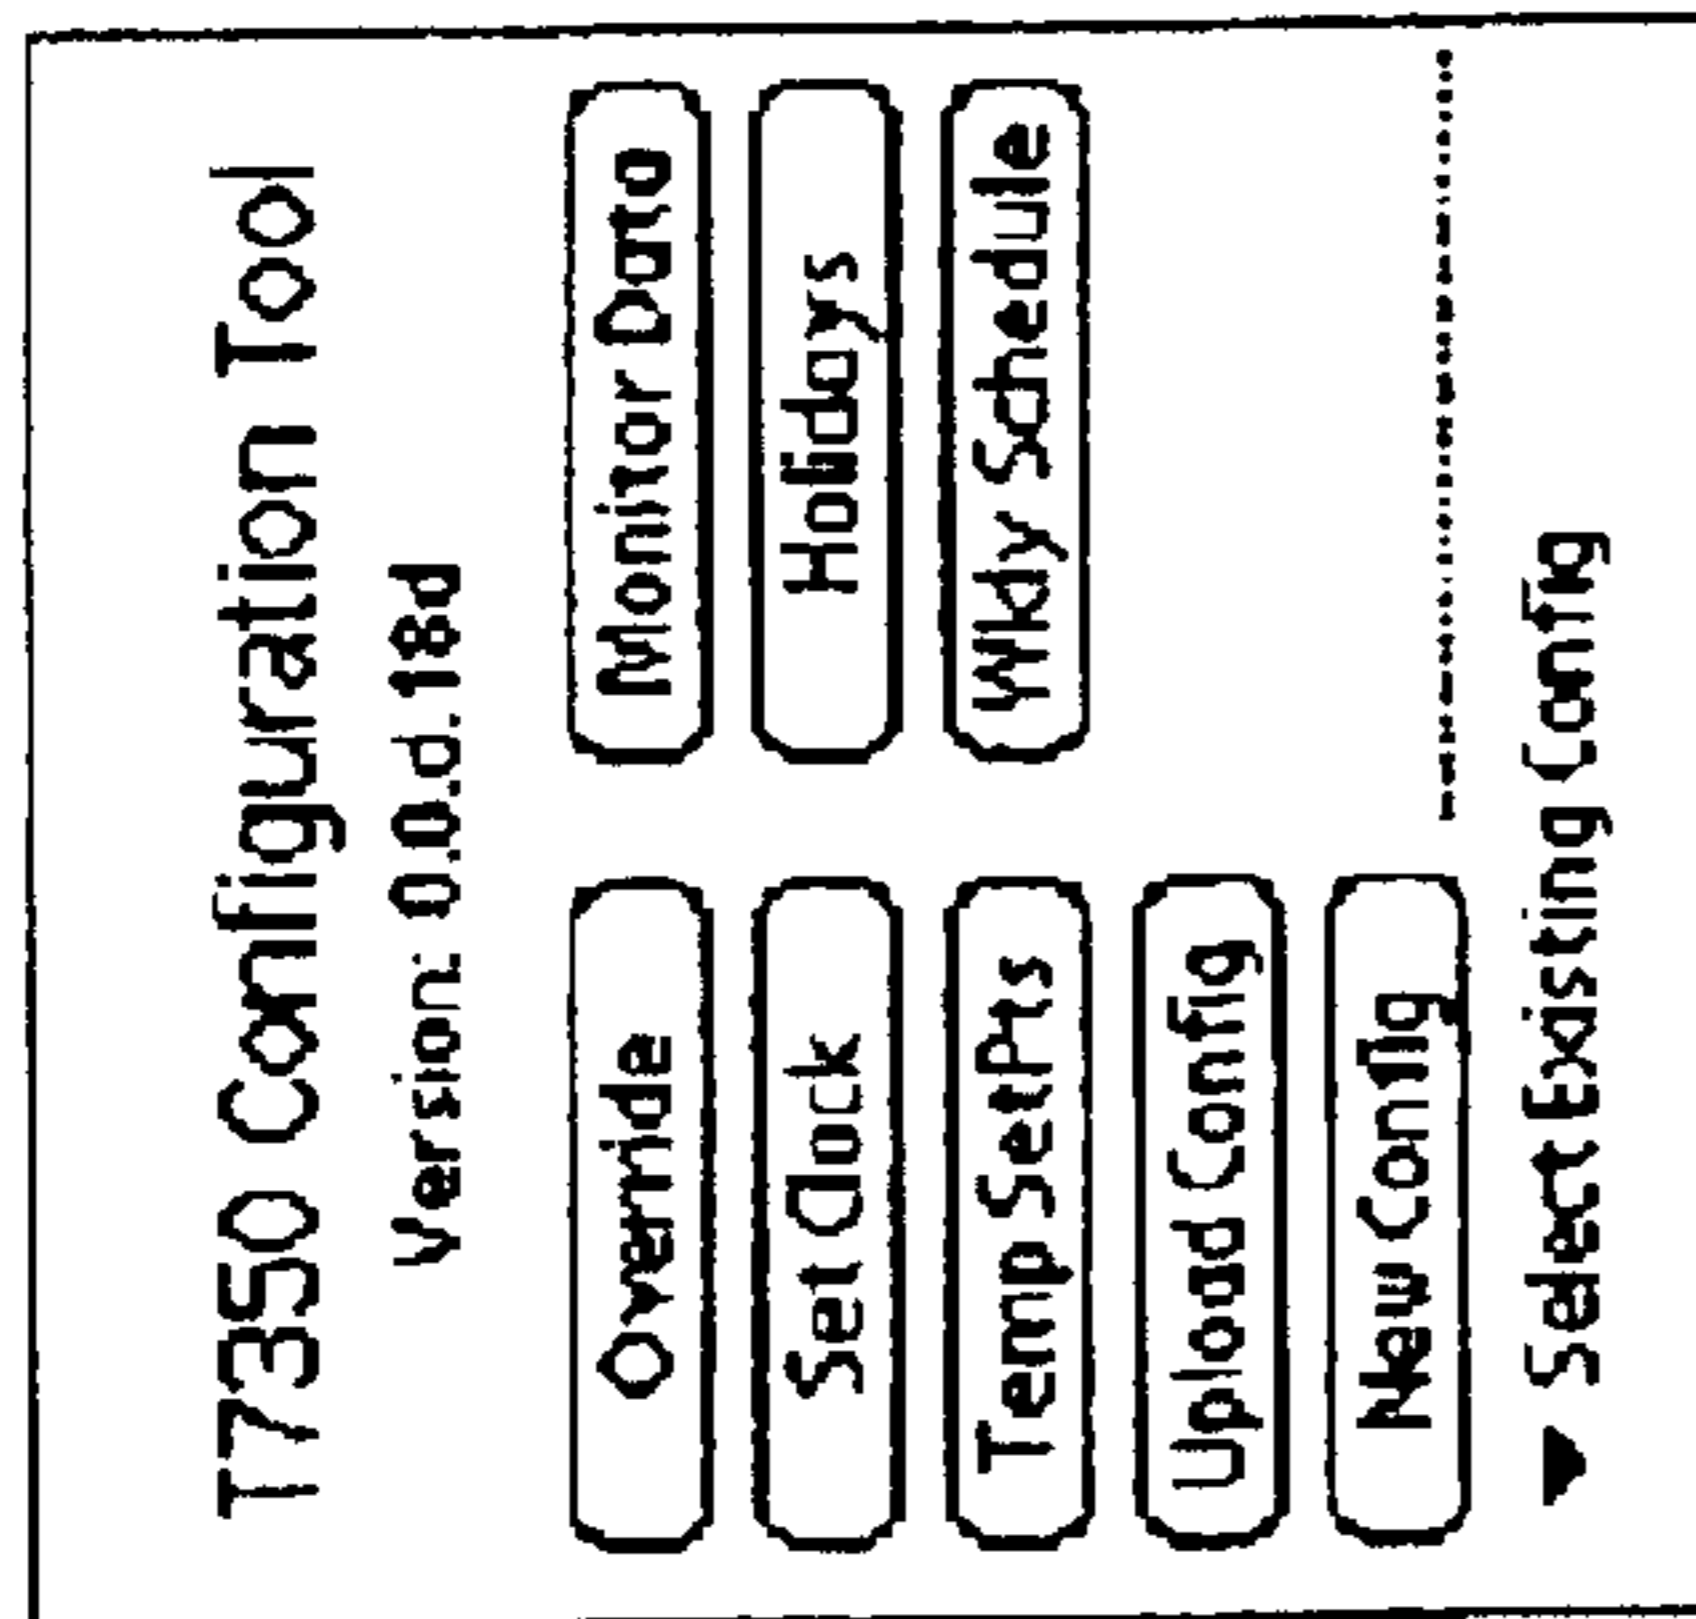 T7350 Configuration Tool
Version: 0.0.d.18d
Override
Monitor Data
Set Clock
Holidays
Temp SetPts
Wkly Schedule
Upload Config
New Config
Select Existing Config